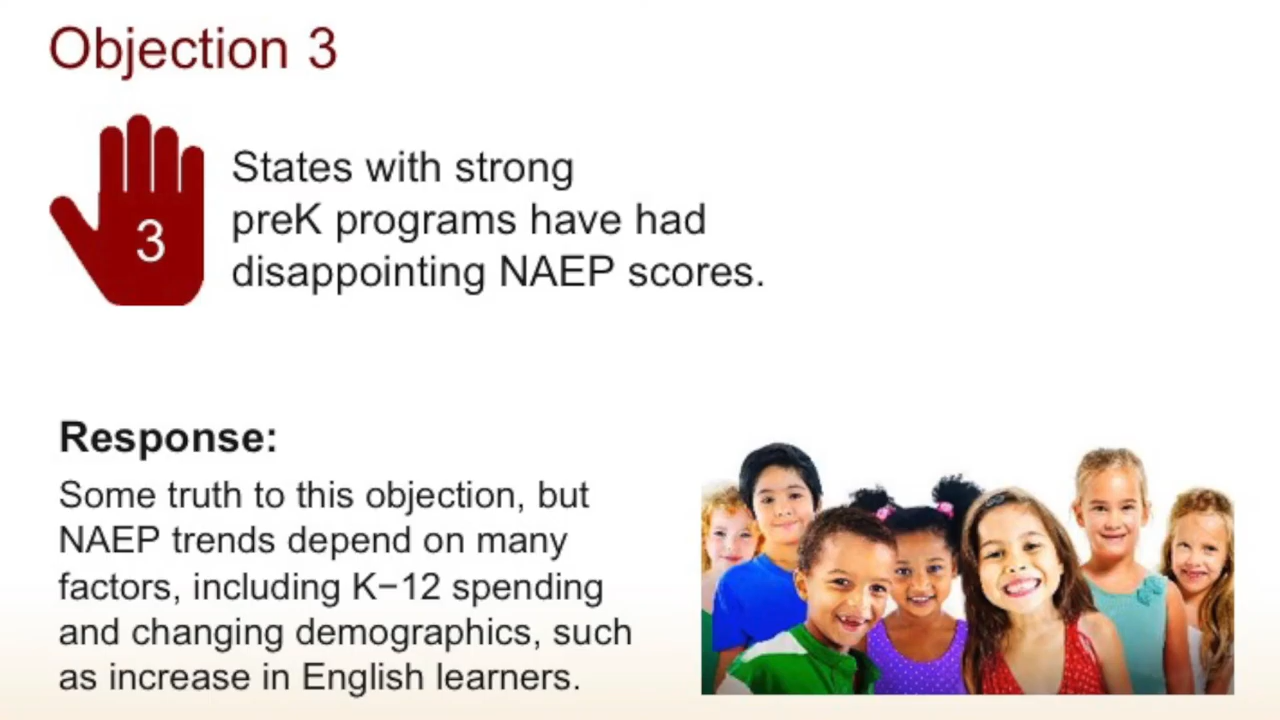 Objection 3
3
States with strong
preK programs have had
disappointing NAEP scores.
Response:
Some truth to this objection, but
NAEP trends depend on many
factors, including K−12 spending
and changing demographics, such
as increase in English learners.